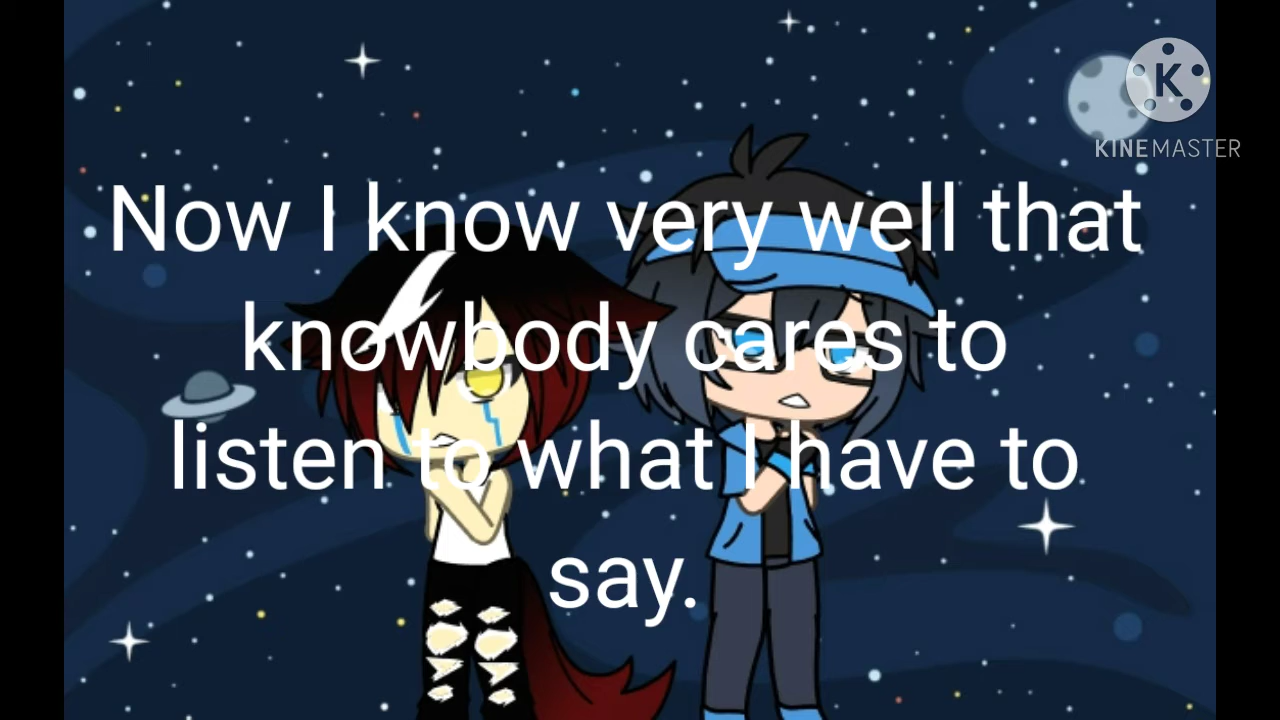 K
KINEMASTER
Now I know very well that
knowbody cares to
listen to what I have to
say.